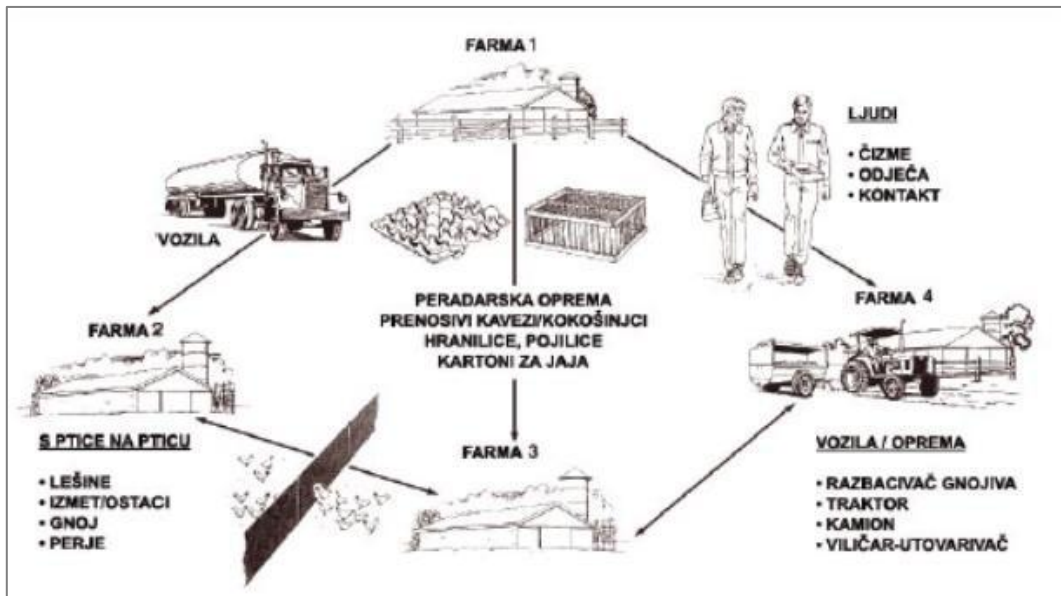 FARMA 1
LJUDI
• ČIZME
• ODJEČA
• KONTAKT
VOZILA
PERADARSKA OPREMA
PRENOSIVI KAVEZI/KOKOŠINJCI
HRANILICE, POJILICE
KARTONI ZA JAJA
FARMA 2
FARMA 4
S PTICE NA PTICU
• LEŠINE
• IZMET/OSTACI
• GNOJ
• PERJE
FARMA 3
VOZILA / OPREMA
• RAZBACIVAČ GNOJIVA
• TRAKTOR
• KAMION
• VILIČAR-UTOVARIVAČ